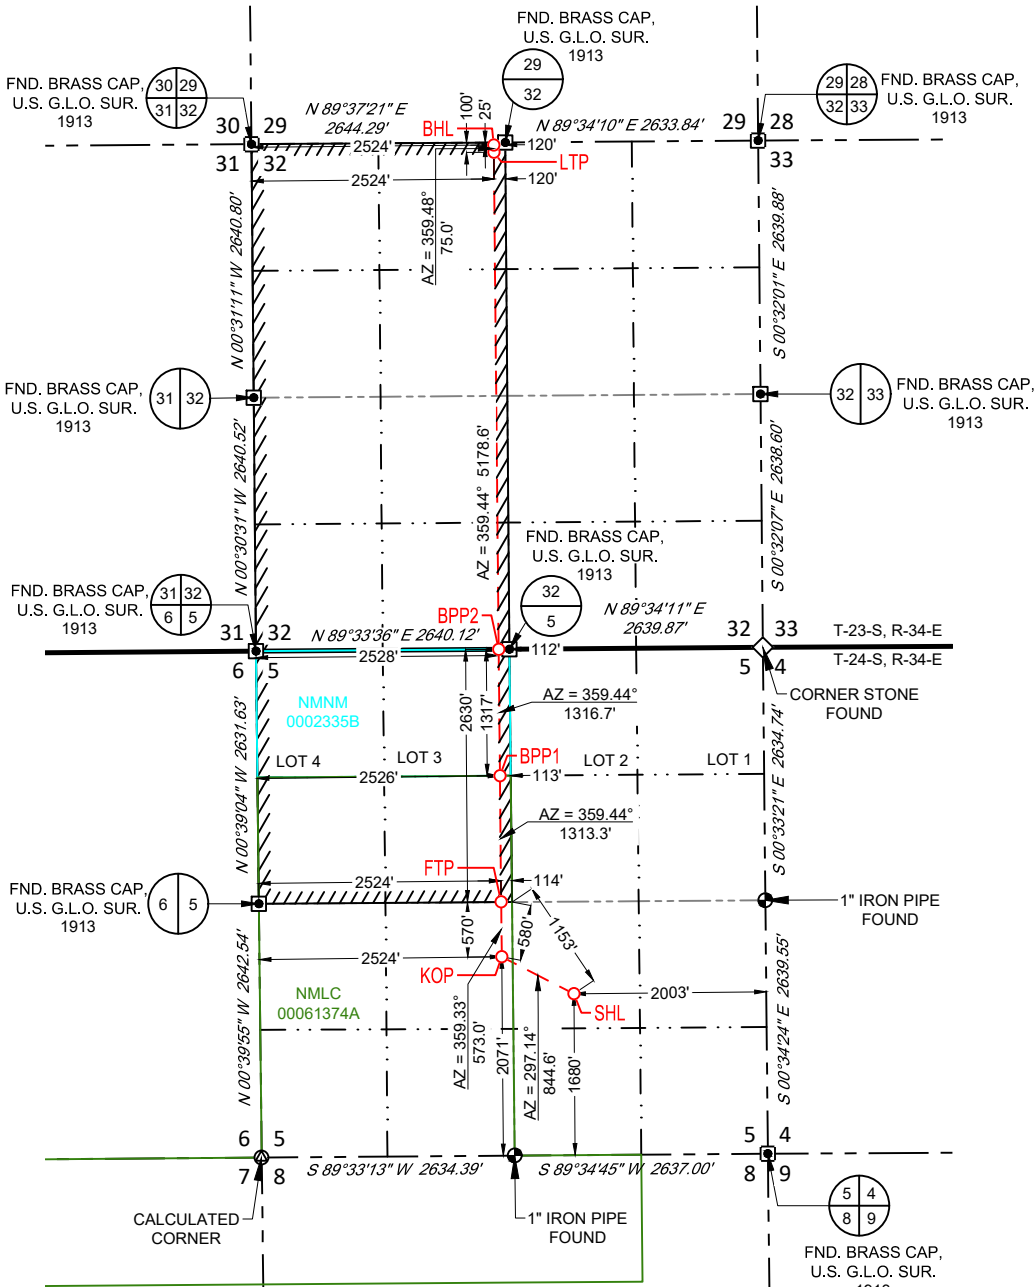 FND. BRASS CAP,
U.S. G.L.O. SUR.
1913
29
32
FND. BRASS CAP,
U.S. G.L.O. SUR.
1913
30 29
31 32
29 28
32 33
FND. BRASS CAP,
U.S. G.L.O. SUR.
1913
N 89°37'21" E
2644.29'
100'
25'
N 89°34'10" E 2633.84'
30 29
31 32
BHL
2524'
120'
LTP
29 28
33
2524'
120'
AZ = 359.48°
75.0'
N 00°31'11" W 2640.80'
S 00°32'01" E 2639.88'
FND. BRASS CAP,
U.S. G.L.O. SUR.
1913
31 32
32 33
FND. BRASS CAP,
U.S. G.L.O. SUR.
1913
N 00°30'31" W 2640.52'
AZ = 359.44° 5178.6'
S 00°32'07" E 2638.60'
FND. BRASS CAP,
U.S. G.L.O. SUR.
1913
32
5
FND. BRASS CAP,
U.S. G.L.O. SUR.
1913
31 32
6 5
31 32
6 5
N 89°33'36" E 2640.12'
BPP2
N 89°34'11" E
2639.87'
32 33
5 4
T-23-S, R-34-E
T-24-S, R-34-E
2528'
112'
CORNER STONE
FOUND
NMNM
0002335B
2630'
1317'
AZ = 359.44°
1316.7'
N 00°39'04" W 2631.63'
S 00°33'21" E 2634.74'
LOT 4
LOT 3
BPP1
LOT 2
LOT 1
2526'
113'
AZ = 359.44°
1313.3'
FTP
2524'
114'
FND. BRASS CAP,
U.S. G.L.O. SUR.
1913
6 5
1" IRON PIPE
FOUND
570'
580'
1153'
2524'
KOP
2003'
SHL
NMLC
00061374A
N 00°39'55" W 2642.54'
AZ = 359.33°
573.0'
2071'
AZ = 297.14°
844.6'
1680'
S 00°34'24" E 2639.55'
6 5
7 8
S 89°33'13" W 2634.39'
S 89°34'45" W 2637.00'
5 4
8 9
CALCULATED
CORNER
1" IRON PIPE
FOUND
5 4
8 9
FND. BRASS CAP,
U.S. G.L.O. SUR.